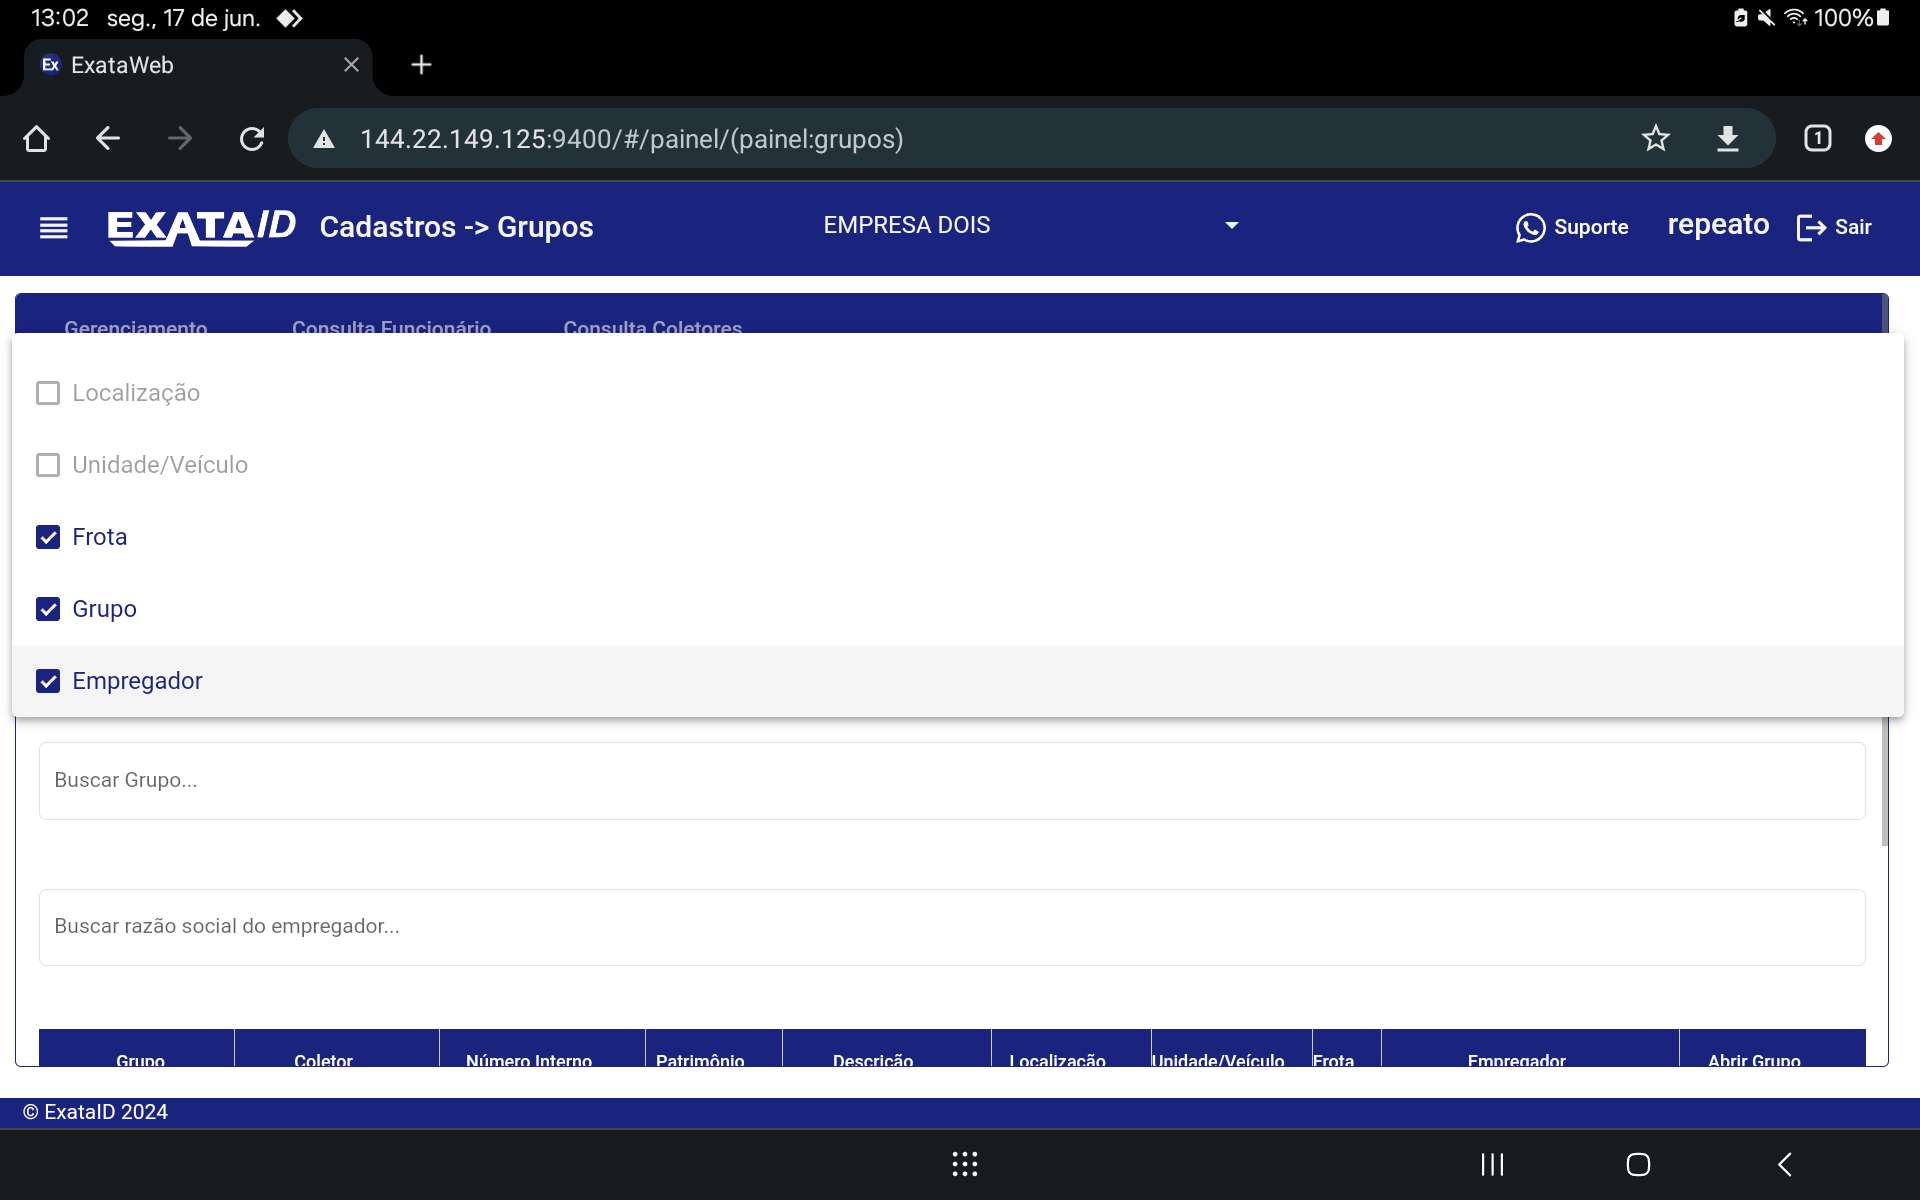 13:02 seg., 17 de jun. 100%
Ex ExataWeb
144.22.149.125:9400/#/painel/(painel:grupos) 1
EXATAID Cadastros -> Grupos EMPRESA DOIS Suporte repeato Sair
Gerenciamento Consulta Funcionário Consulta Coletores
Localização
Unidade/Veículo
Frota
Grupo
Empregador
Buscar Grupo...
Buscar razão social do empregador...
Grupo Coletor Número Interno Patrimônio Descrição Localização Unidade/Veículo Frota Empregador Abrir Grupo
© ExataID 2024